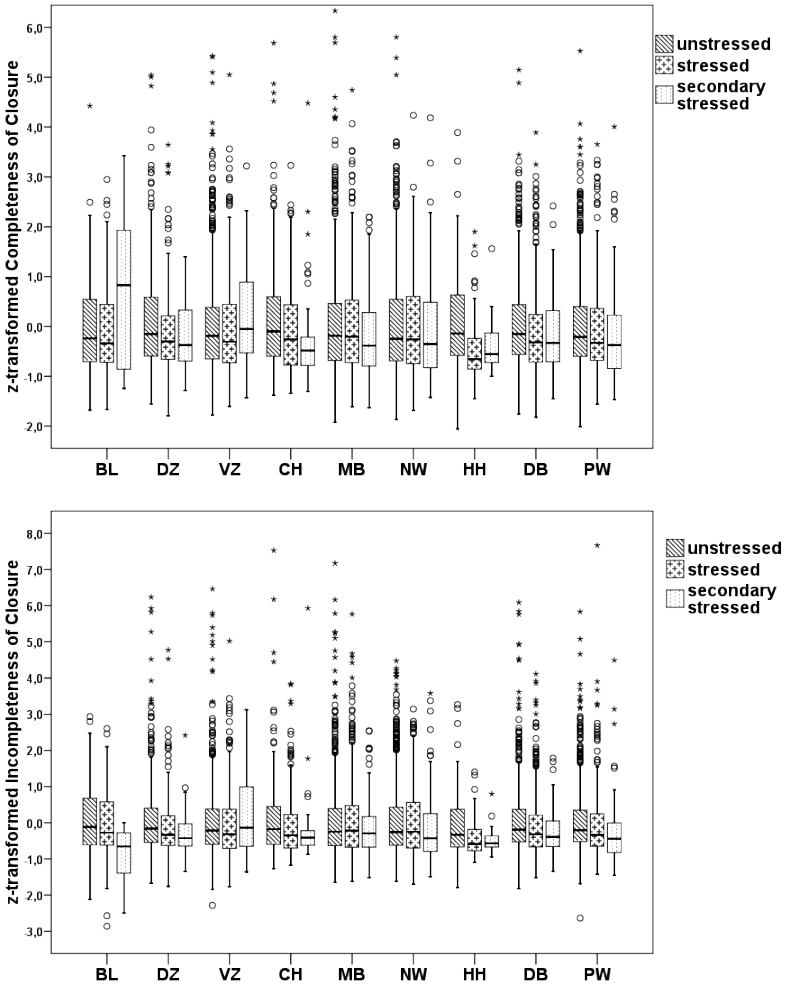 z-transformed Completeness of Closure
6,0
5,0
4,0
3,0
2,0
1,0
0,0
-1,0
-2,0
BL DZ VZ CH MB NW HH DB PW
unstressed
stressed
secondary
stressed
z-transformed Incompleteness of Closure
8,0
7,0
6,0
5,0
4,0
3,0
2,0
1,0
0,0
-1,0
-2,0
-3,0
BL DZ VZ CH MB NW HH DB PW
unstressed
stressed
secondary
stressed